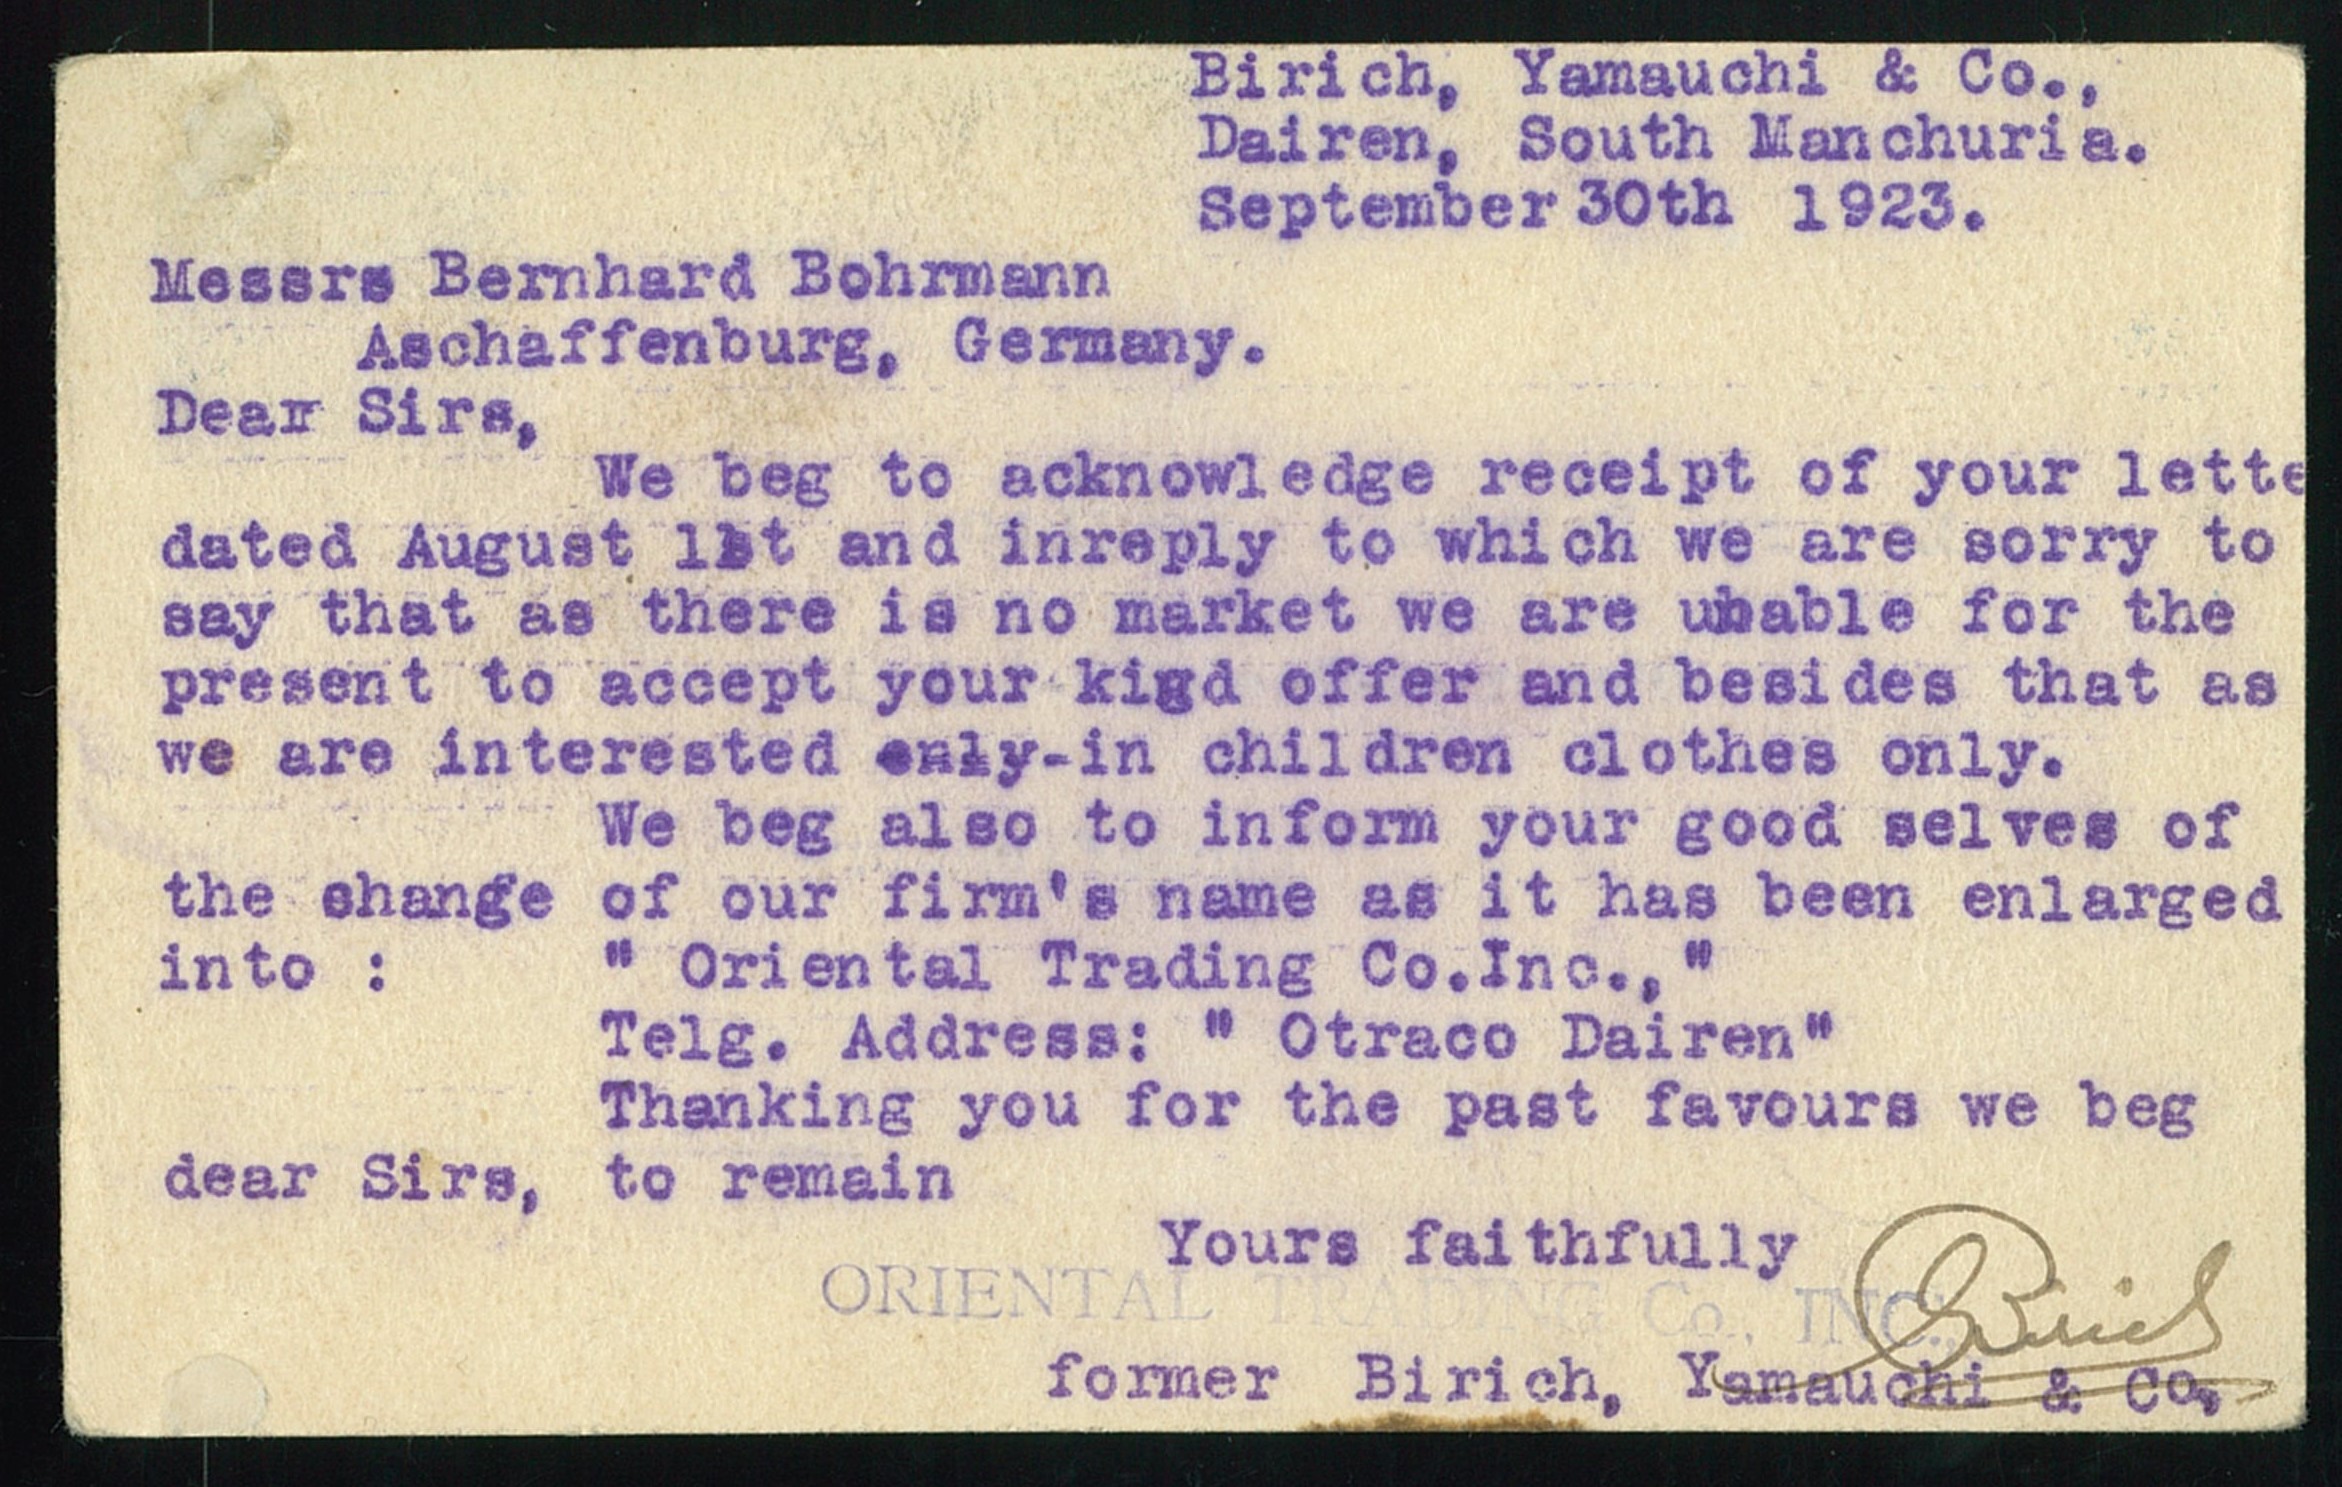 Birich, Yamauchi & Co.,
Dairen, South Manchuria.
September 30th 1923.
Messrs Bernhard Bohrmann
Aschaffenburg, Germany.
Dear Sirs,
We beg to acknowledge receipt of your lette
dated August 1st and inreply to which we are sorry to
say that as there is no market we are unable for the
present to accept your kind offer and besides that as
we are interested only-in children clothes only.
We beg also to inform your good selves of
the change of our firm's name as it has been enlarged
into : " Oriental Trading Co.Inc.,"
Telg. Address: " Otraco Dairen"
Thanking you for the past favours we beg
dear Sirs, to remain
Yours faithfully
ORIENTAL TRADING Co., INC.,
Birich
former Birich, Yamauchi & Co,